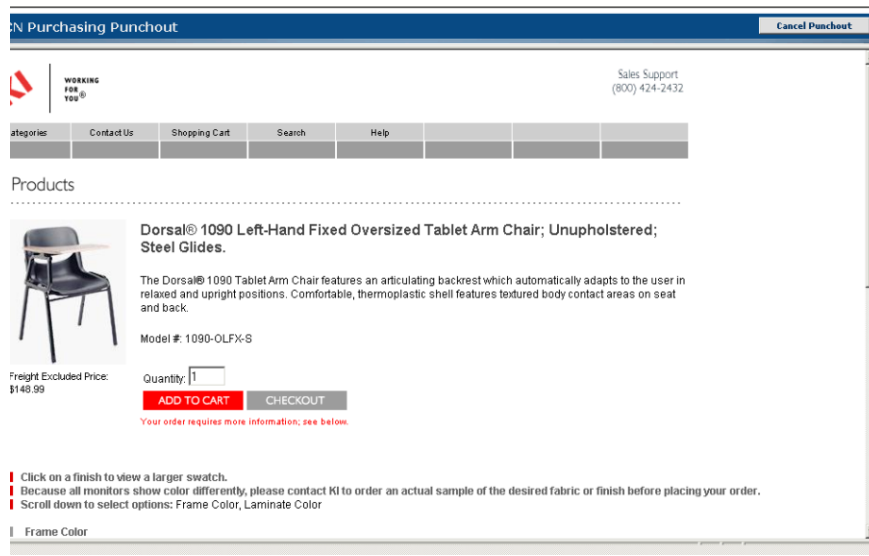 CN Purchasing Punchout
Cancel Punchout
WORKING
FOR
YOU®
Sales Support
(800) 424-2432
ategories Contact Us Shopping Cart Search Help
Products
Dorsal® 1090 Left-Hand Fixed Oversized Tablet Arm Chair; Unupholstered;
Steel Glides.
The Dorsal® 1090 Tablet Arm Chair features an articulating backrest which automatically adapts to the user in
relaxed and upright positions. Comfortable, thermoplastic shell features textured body contact areas on seat
and back.
Model #: 1090-OLFX-S
Freight Excluded Price:
$148.99
Quantity: 1
ADD TO CART CHECKOUT
Your order requires more information; see below.
Click on a finish to view a larger swatch.
Because all monitors show color differently, please contact KI to order an actual sample of the desired fabric or finish before placing your order.
Scroll down to select options: Frame Color, Laminate Color
Frame Color